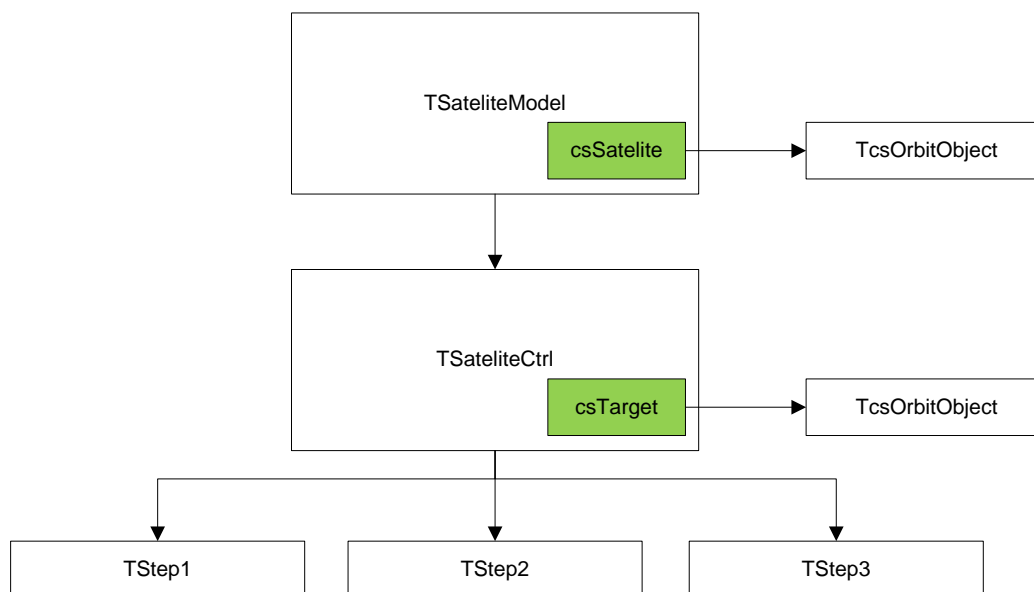 TSateliteModel
csSatelite
TcsOrbitObject
TSateliteCtrl
csTarget
TcsOrbitObject
TStep1
TStep2
TStep3